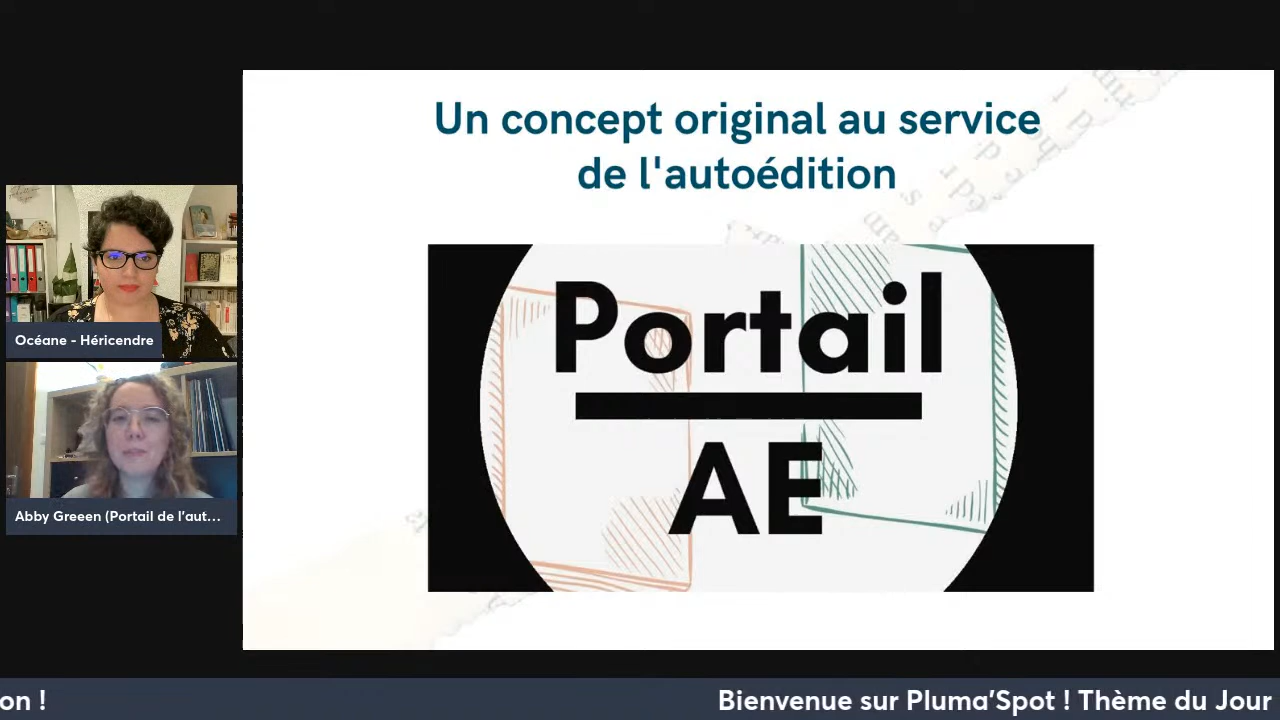 Un concept original au service
de l'autoédition
Portail
AE
Océane - Héricendre
Abby Greeen (Portail de l'aut...
on !
Bienvenue sur Pluma'Spot ! Thème du Jour